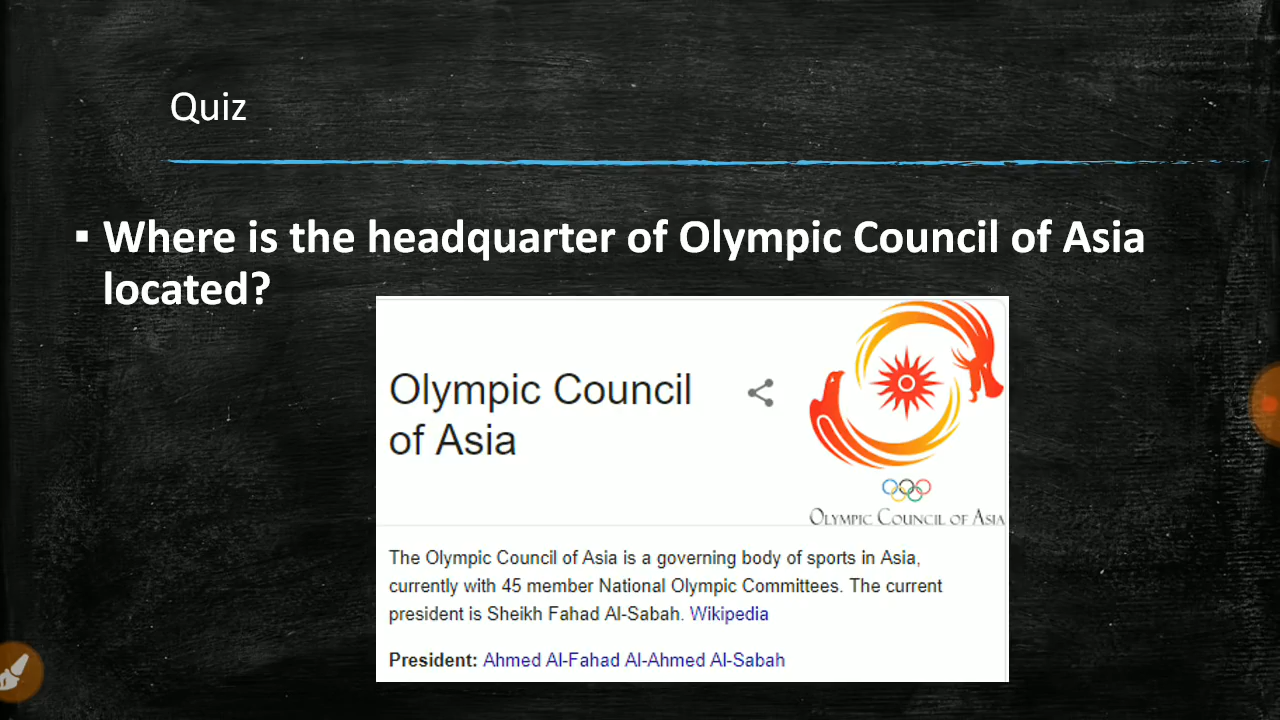 Quiz
▪ Where is the headquarter of Olympic Council of Asia
located?
Olympic Council
of Asia
OLYMPIC COUNCIL OF ASIA
The Olympic Council of Asia is a governing body of sports in Asia,
currently with 45 member National Olympic Committees. The current
president is Sheikh Fahad Al-Sabah. Wikipedia
President: Ahmed Al-Fahad Al-Ahmed Al-Sabah